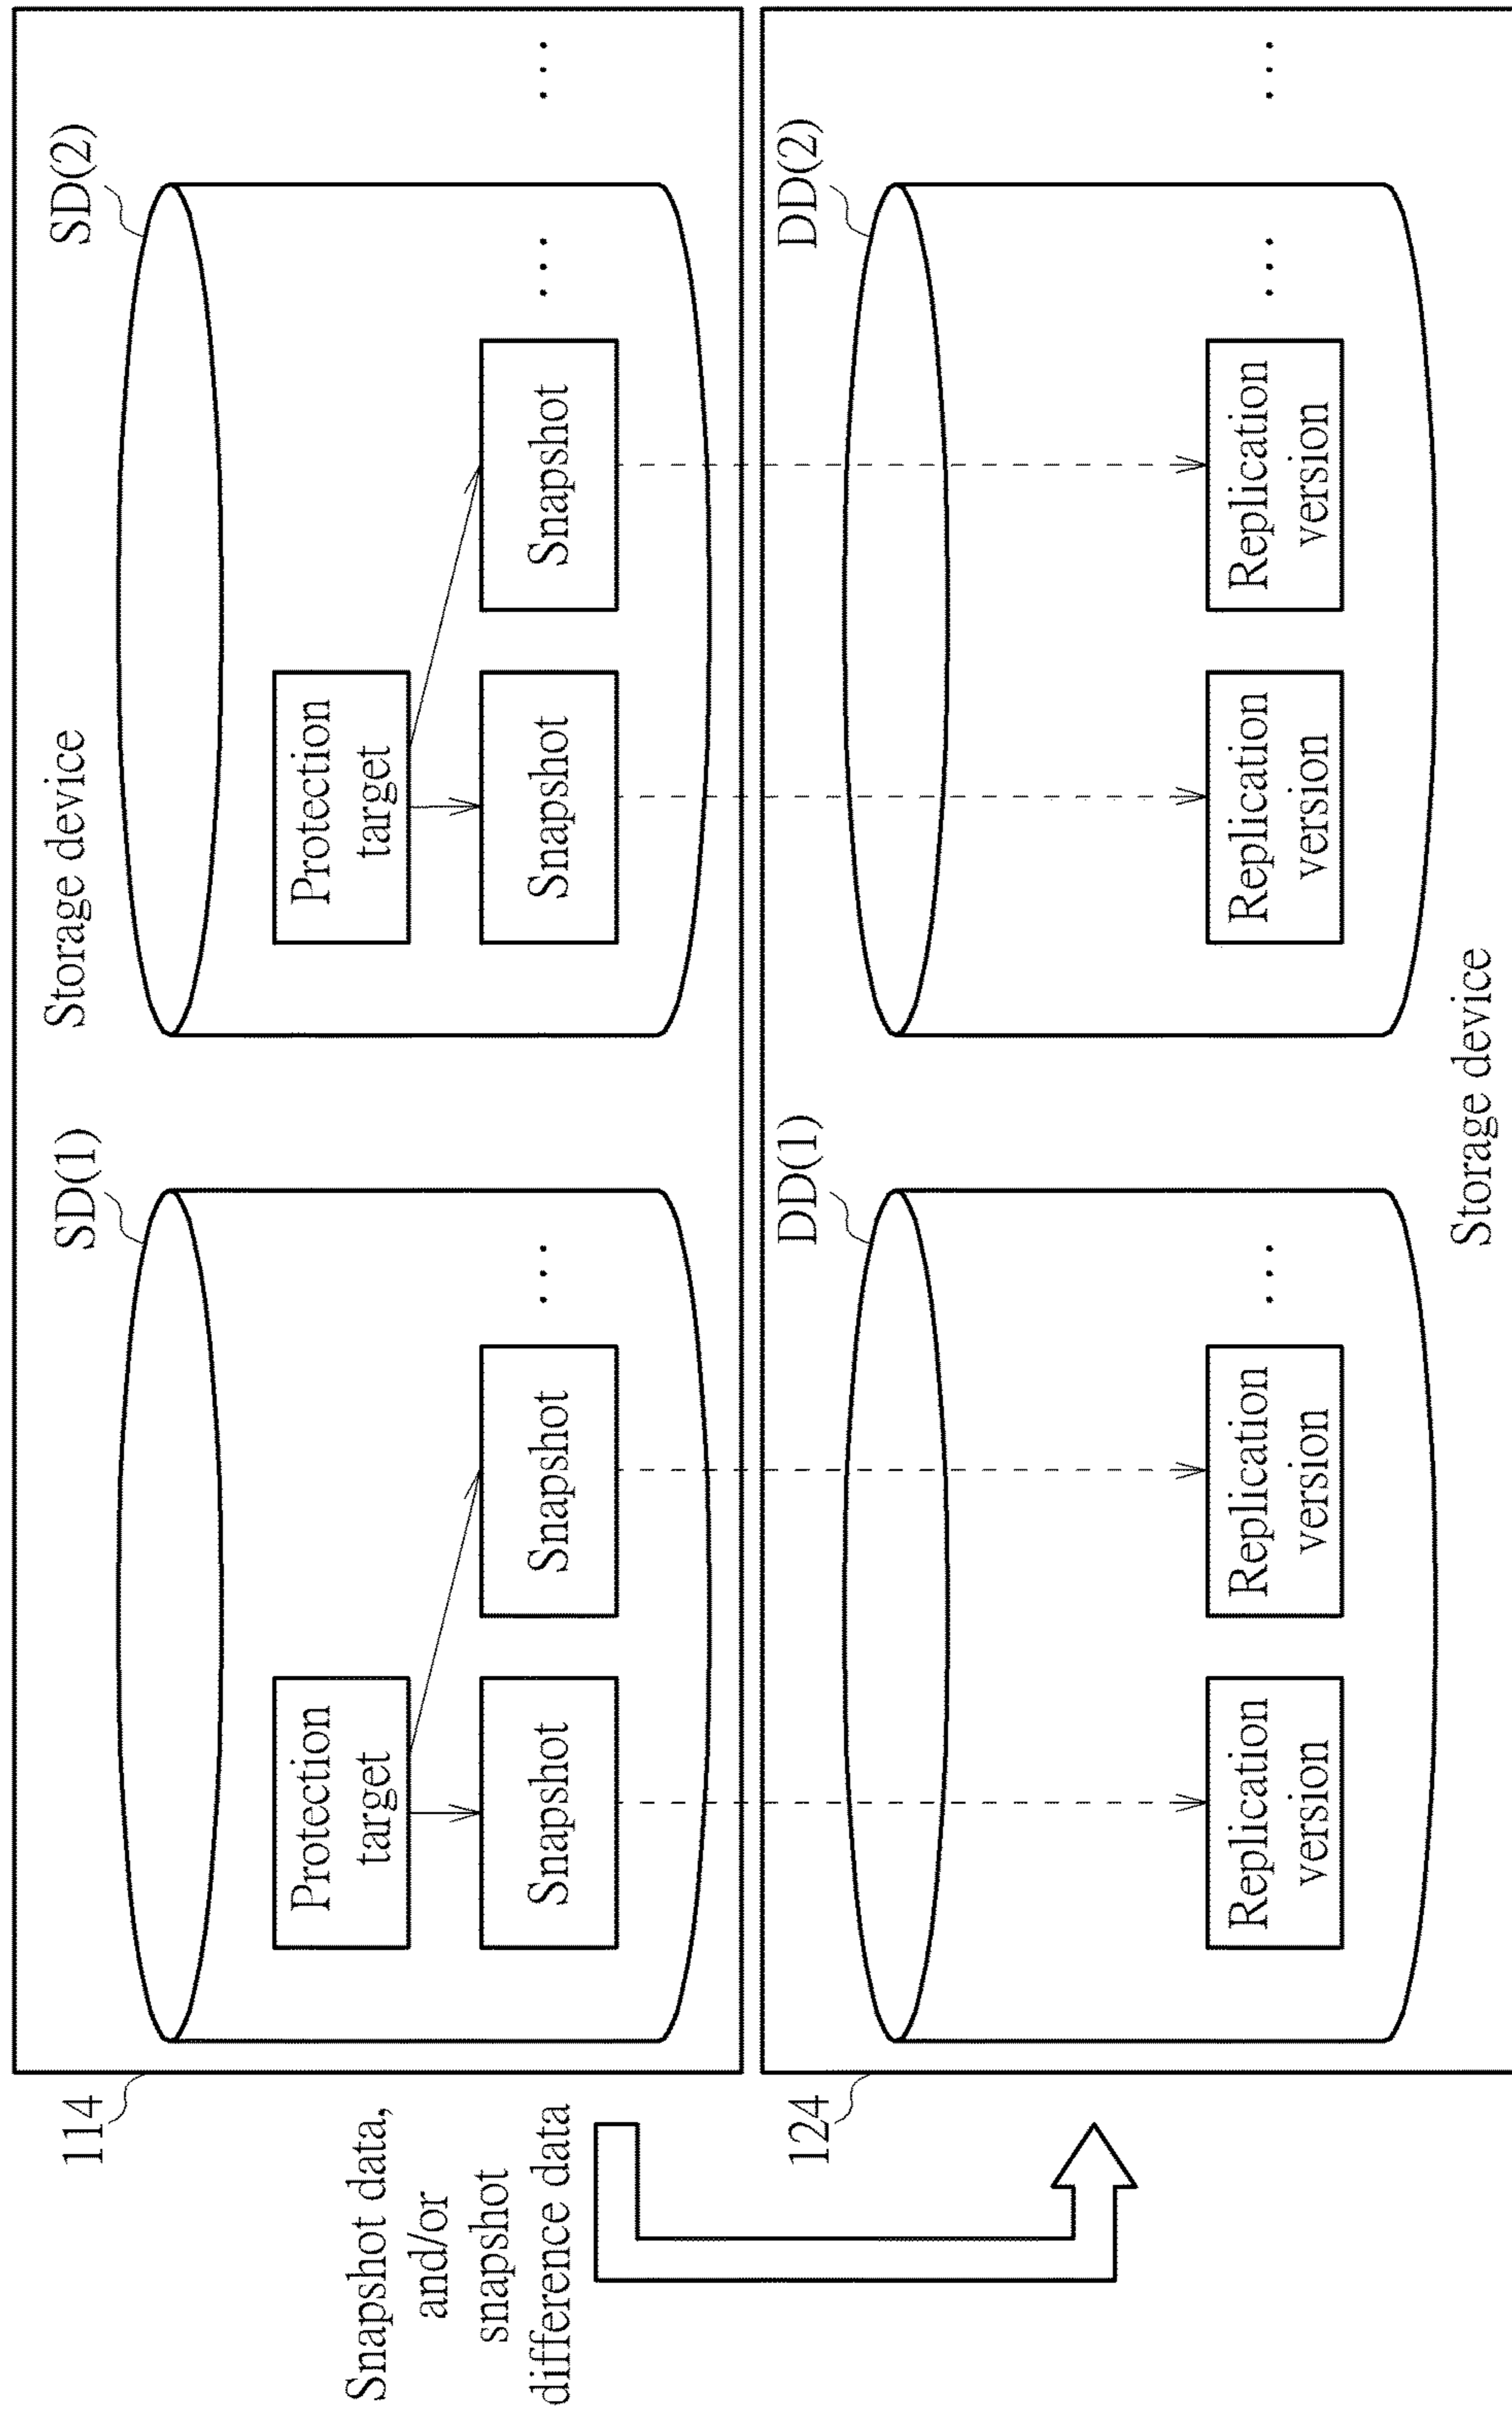 Storage device
114
SD(1)
SD(2)
Protection
target
Protection
target
Snapshot
Snapshot
...
Snapshot
Snapshot
...
...
Snapshot data,
and/or
snapshot
difference data
124
DD(1)
DD(2)
Replication
version
Replication
version
...
Replication
version
Replication
version
...
...
Storage device